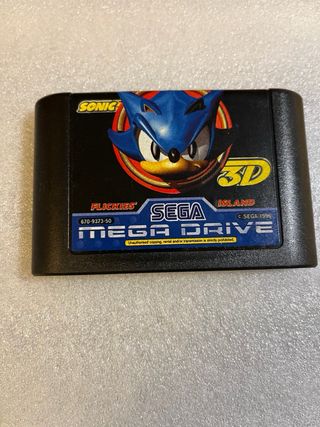 SONIC
3D
FLICKIES' ISLAND
670-9373-50 SEGA © SEGA 1996
MEGA DRIVE
Unauthorised copying, rental and/or transmission is strictly prohibited.